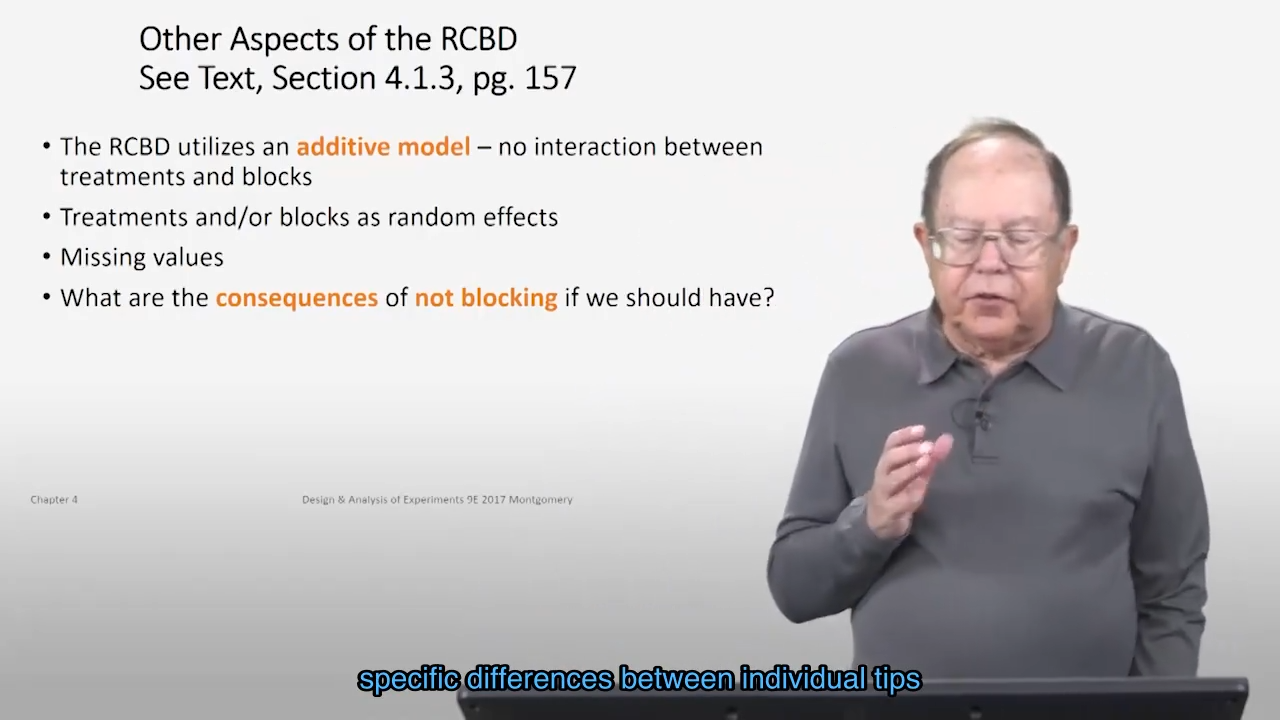 Other Aspects of the RCBD
See Text, Section 4.1.3, pg. 157
• The RCBD utilizes an additive model – no interaction between
treatments and blocks
• Treatments and/or blocks as random effects
• Missing values
• What are the consequences of not blocking if we should have?
Chapter 4
Design & Analysis of Experiments 9E 2017 Montgomery
specific differences between individual tips